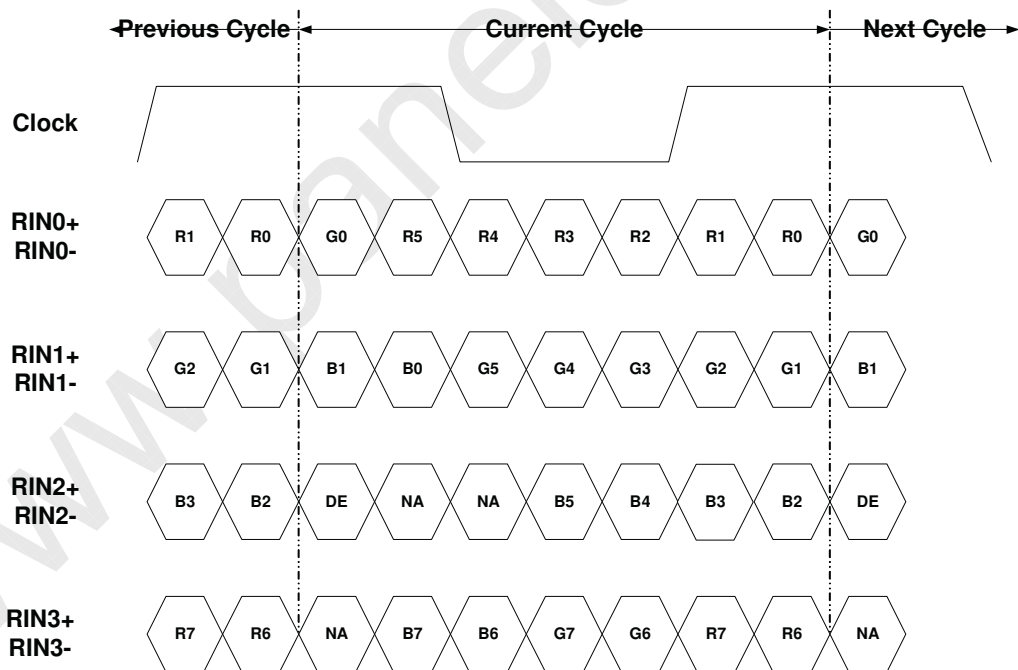 Previous Cycle Current Cycle Next Cycle
Clock
RIN0+
RIN0-
R1 R0 G0 R5 R4 R3 R2 R1 R0 G0
RIN1+
RIN1-
G2 G1 B1 B0 G5 G4 G3 G2 G1 B1
RIN2+
RIN2-
B3 B2 DE NA NA B5 B4 B3 B2 DE
RIN3+
RIN3-
R7 R6 NA B7 B6 G7 G6 R7 R6 NA